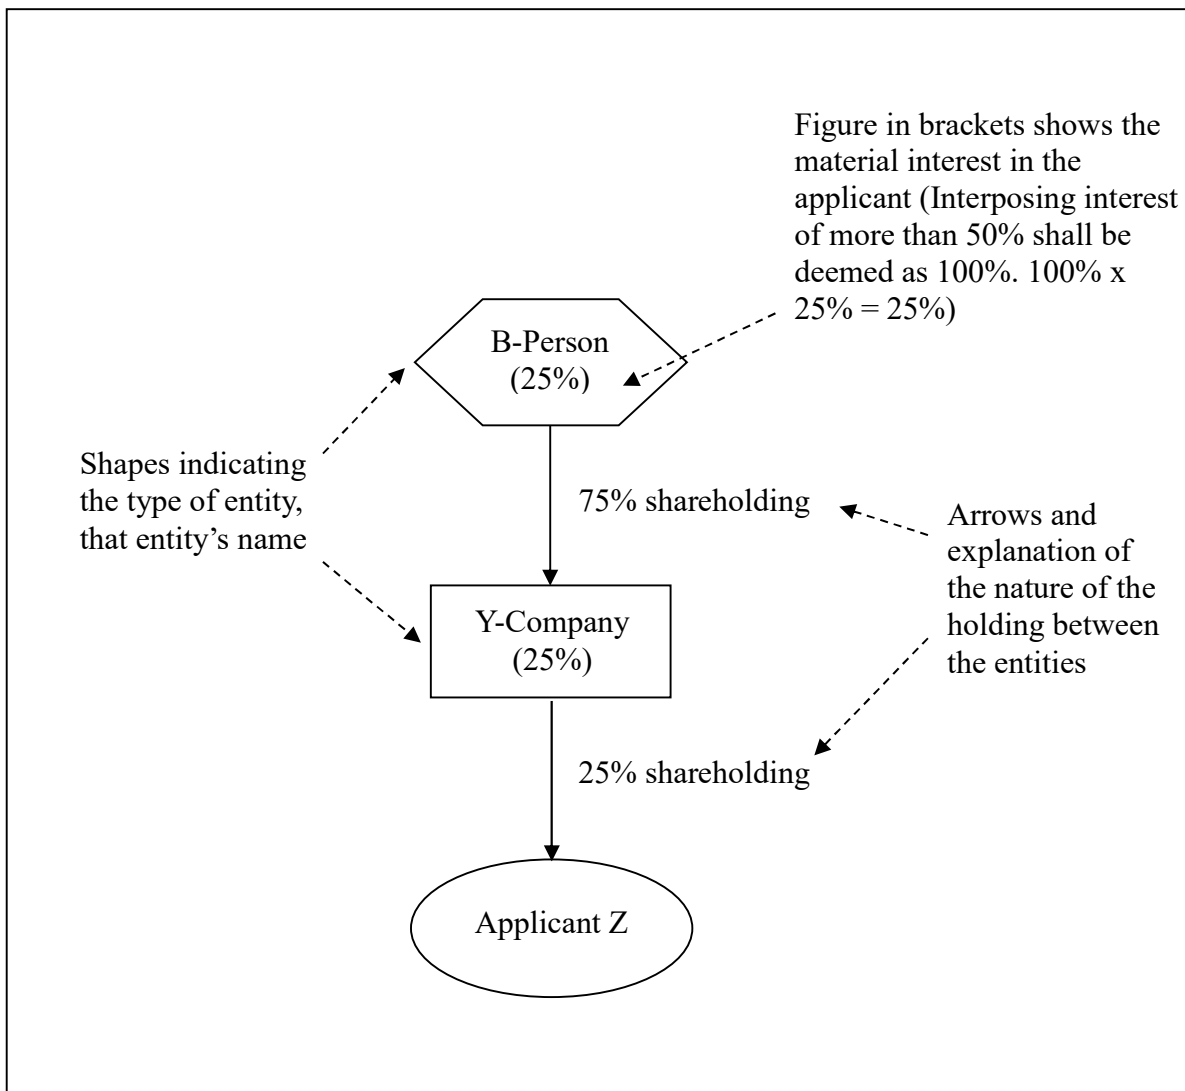 Figure in brackets shows the
material interest in the
applicant (Interposing interest
of more than 50% shall be
deemed as 100%. 100% x
25% = 25%)
B-Person
(25%)
Shapes indicating
the type of entity,
that entity’s name
75% shareholding
Arrows and
explanation of
the nature of the
holding between
the entities
Y-Company
(25%)
25% shareholding
Applicant Z